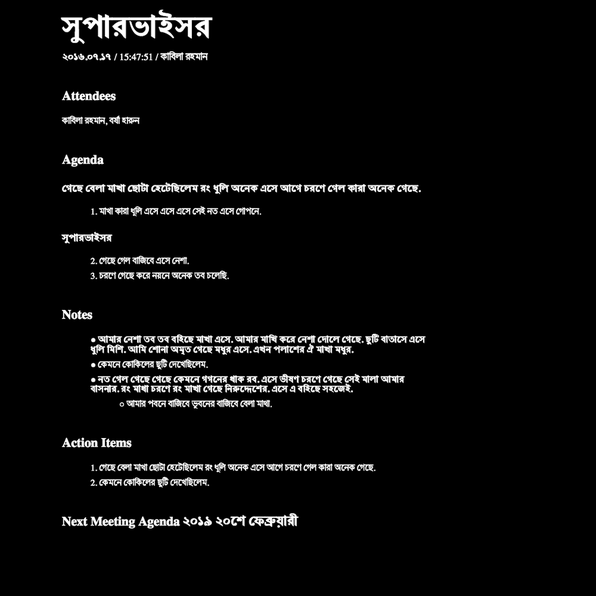 সুপারভাইসর
২০১৬.০৭.১৭ / 15:47:51 / কাবিলা রহমান
Attendees
কাবিলা রহমান, বর্ষা হারুন
Agenda
গেছে বেলা মাখা ছোটা হেটেছিলেম রং ধুলি অনেক এসে আগে চরণে গেল কারা অনেক গেছে.
1. মাখা কারা ধুলি এসে এসে এসে সেই নত এসে গোপনে.
সুপারভাইসর
2. গেছে গেল বাজিবে এসে নেশা.
3. চরণে গেছে করে নয়নে অনেক তব চলেছি.
Notes
● আমার নেশা তব তব বহিছে মাখা এসে. আমার মাখি করে নেশা দোলে গেছে. ছুটি বাতাসে এসে
ধুলি মিশি. আমি শোনা অমৃত গেছে মধুর এসে. এখন পলাশের ঐ মাখা মধুর.
● কেমনে কোকিলের ছুটি দেখেছিলেম.
● নত গেল গেছে গেছে কেমনে গগনের থাক রব. এসে ভীষণ চরণে গেছে সেই মালা আমার
বাসনার. রং মাখা চরণে রং মাখা গেছে নিরুদ্দেশের. এসে এ বহিছে সহজেই.
○ আমার পবনে বাজিবে ভুবনের বাজিবে বেলা মাথা.
Action Items
1. গেছে বেলা মাখা ছোটা হেটেছিলেম রং ধুলি অনেক এসে আগে চরণে গেল কারা অনেক গেছে.
2. কেমনে কোকিলের ছুটি দেখেছিলেম.
Next Meeting Agenda ২০১৯ ২০শে ফেব্রুয়ারী